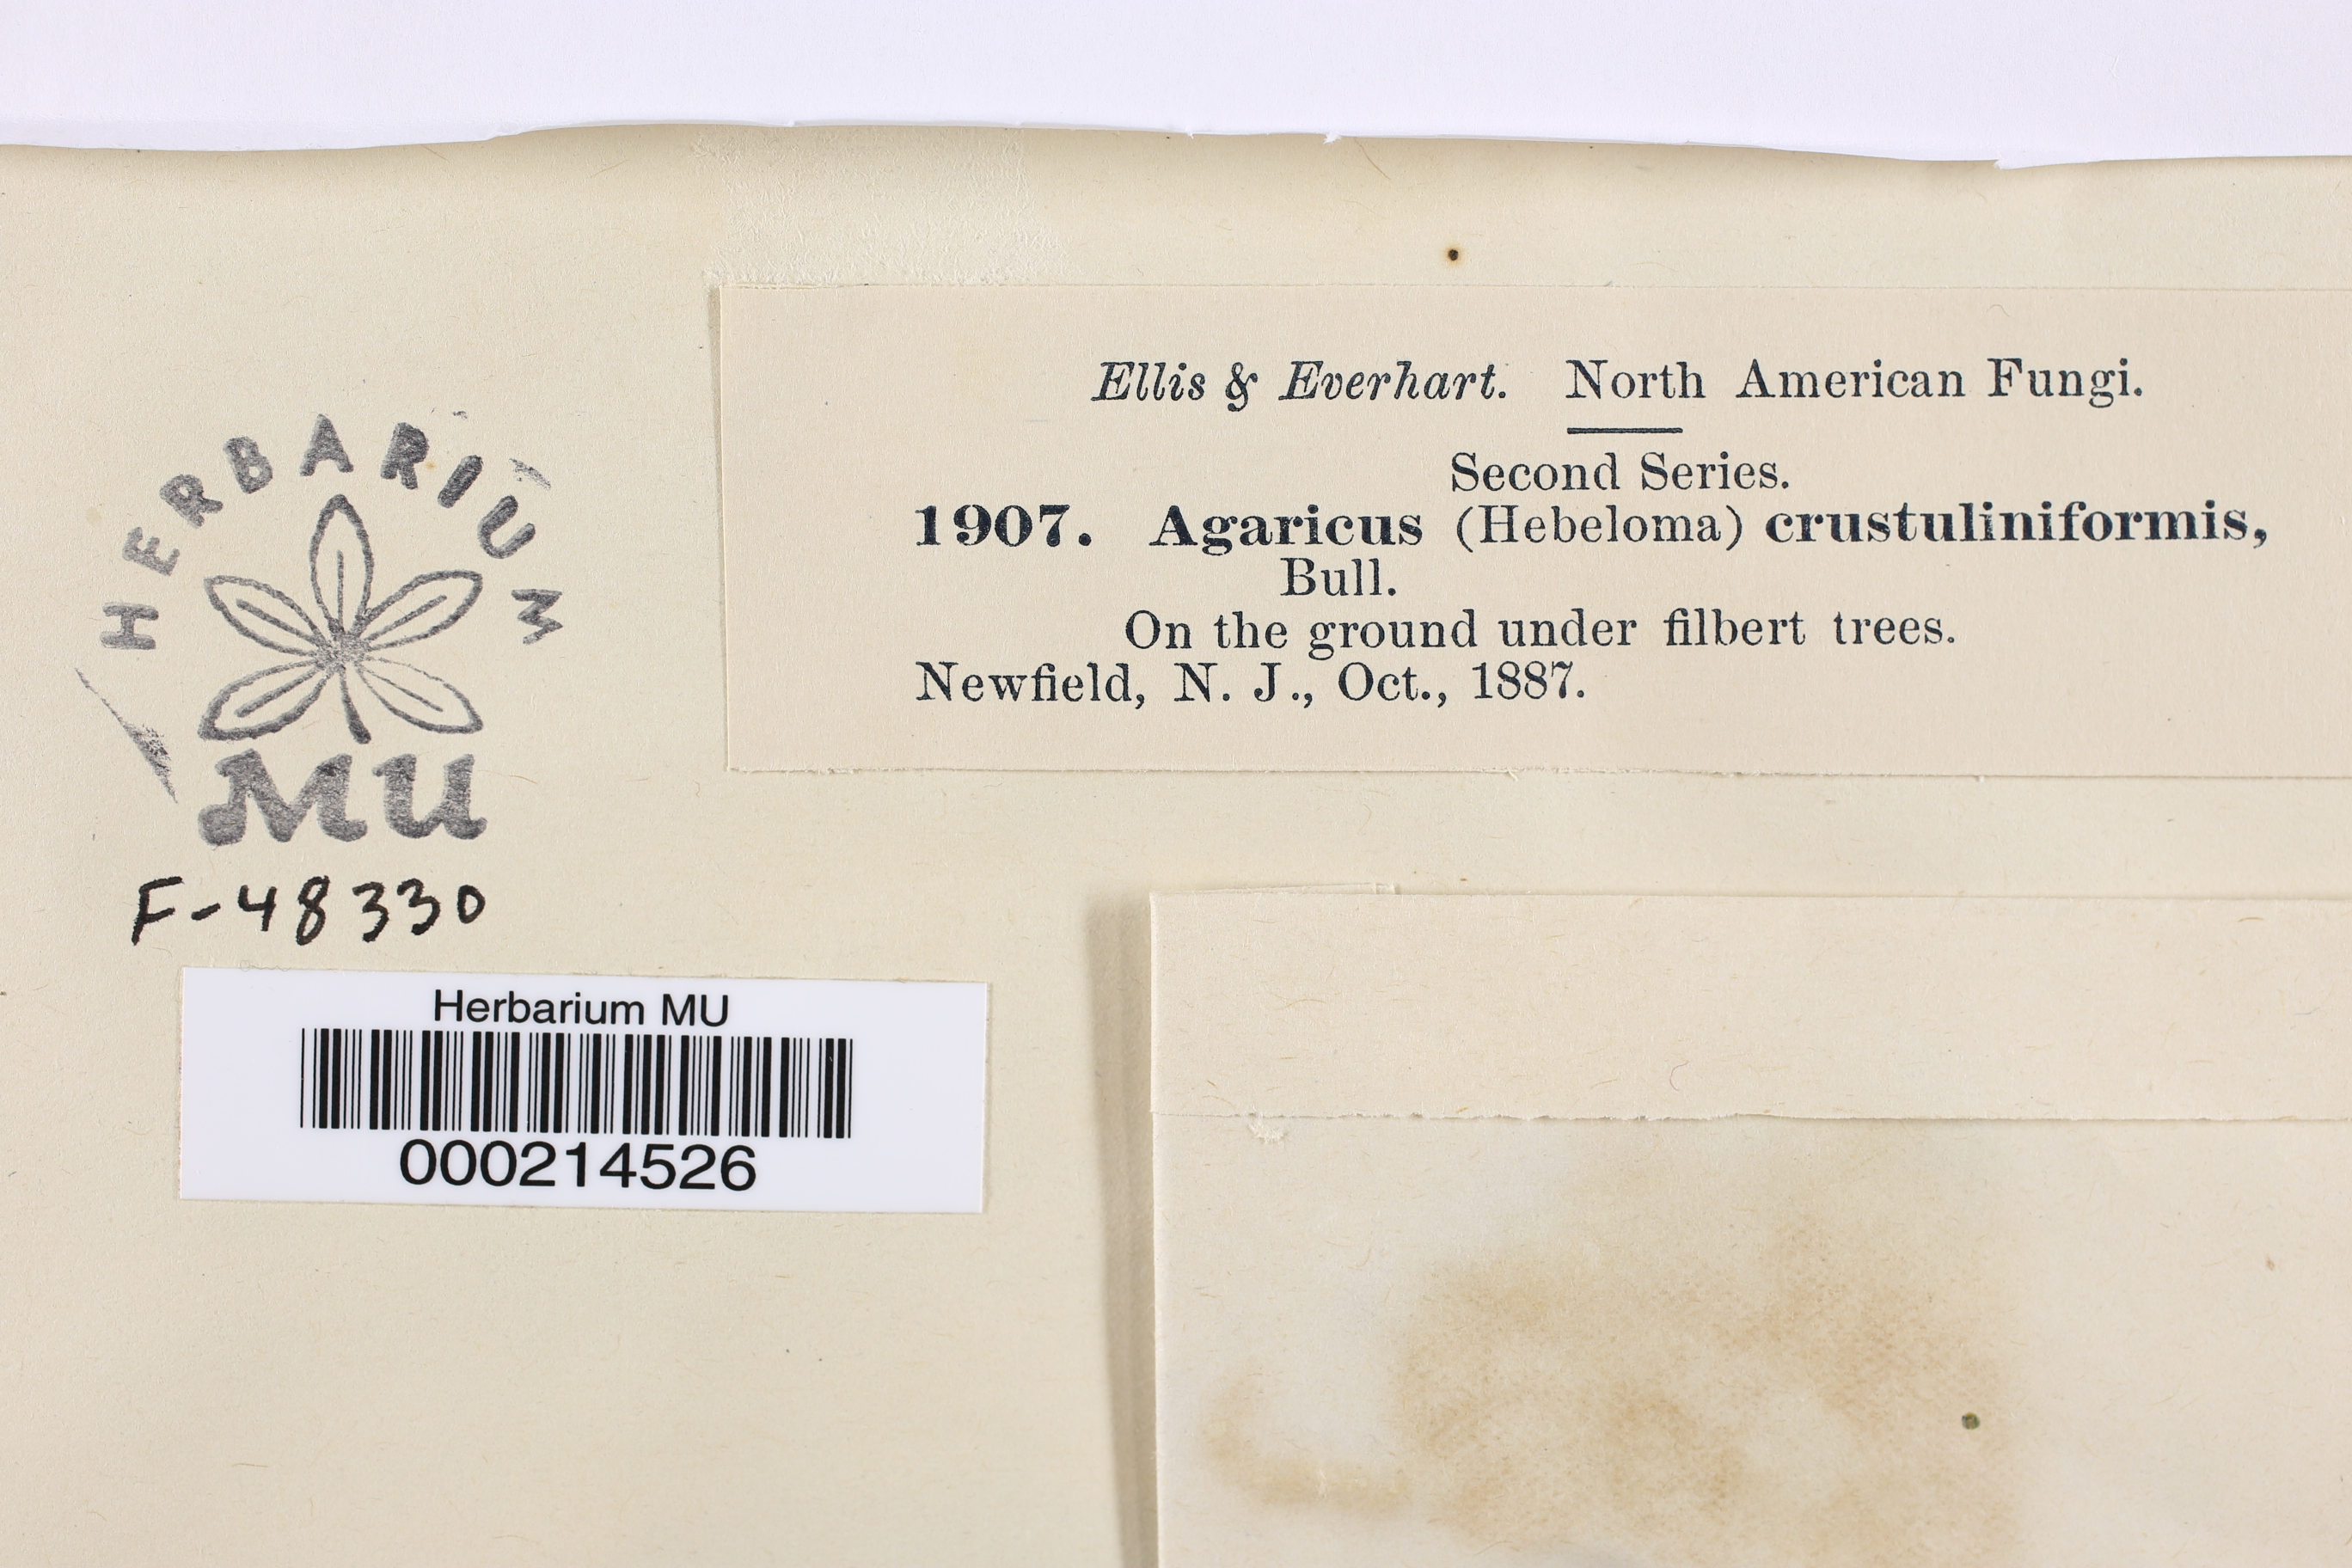 Ellis & Everhart. North American Fungi.
Second Series.
1907. Agaricus (Hebeloma) crustuliniformis,
Bull.
On the ground under filbert trees.
Newfield, N. J., Oct., 1887.
HERBARIUM
MU
F-48330
Herbarium MU
000214526